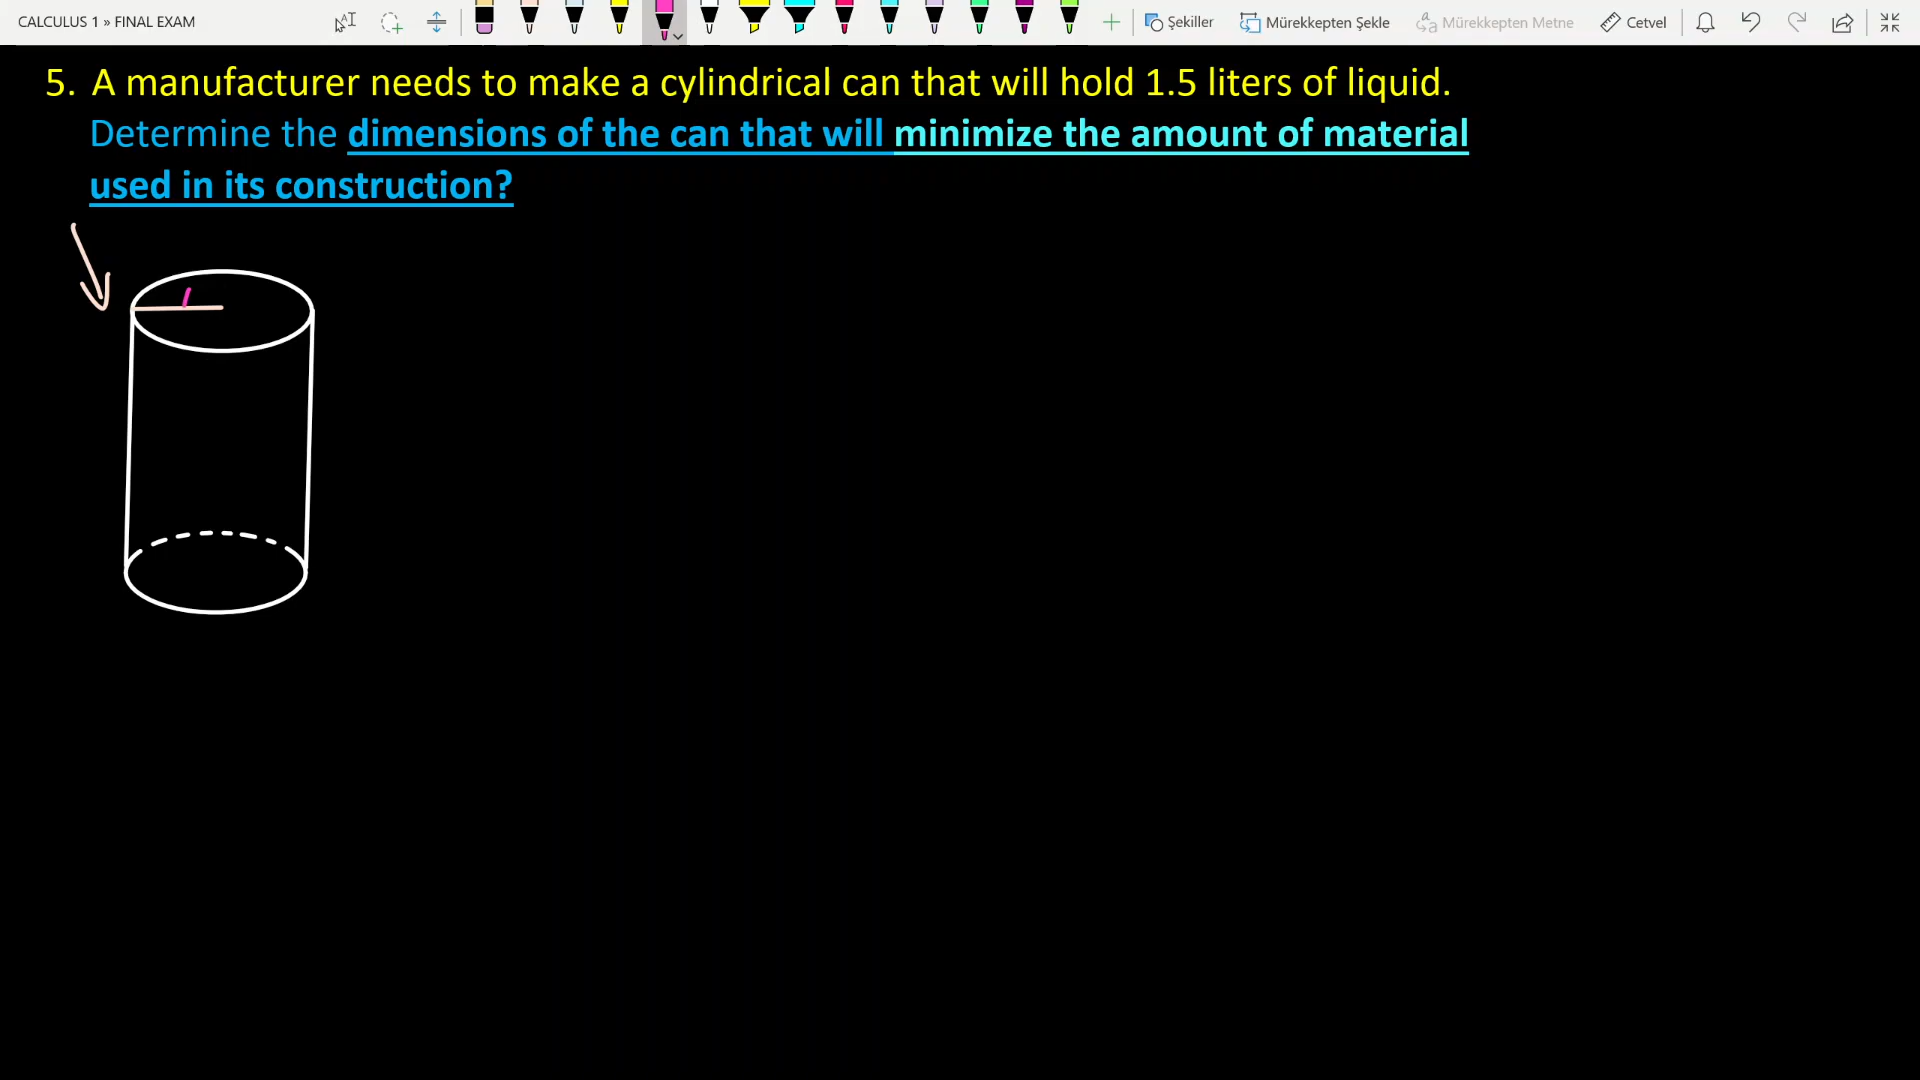 CALCULUS 1 » FINAL EXAM
Şekiller
Mürekkepten Şekle
Mürekkepten Metne
Cetvel
5. A manufacturer needs to make a cylindrical can that will hold 1.5 liters of liquid.
Determine the dimensions of the can that will minimize the amount of material
used in its construction?